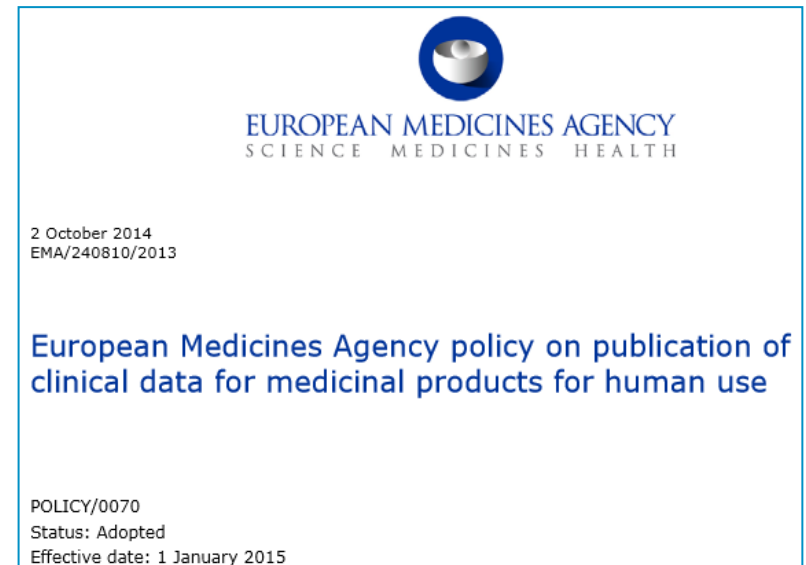 EUROPEAN MEDICINES AGENCY
SCIENCE MEDICINES HEALTH
2 October 2014
EMA/240810/2013
European Medicines Agency policy on publication of
clinical data for medicinal products for human use
POLICY/0070
Status: Adopted
Effective date: 1 January 2015